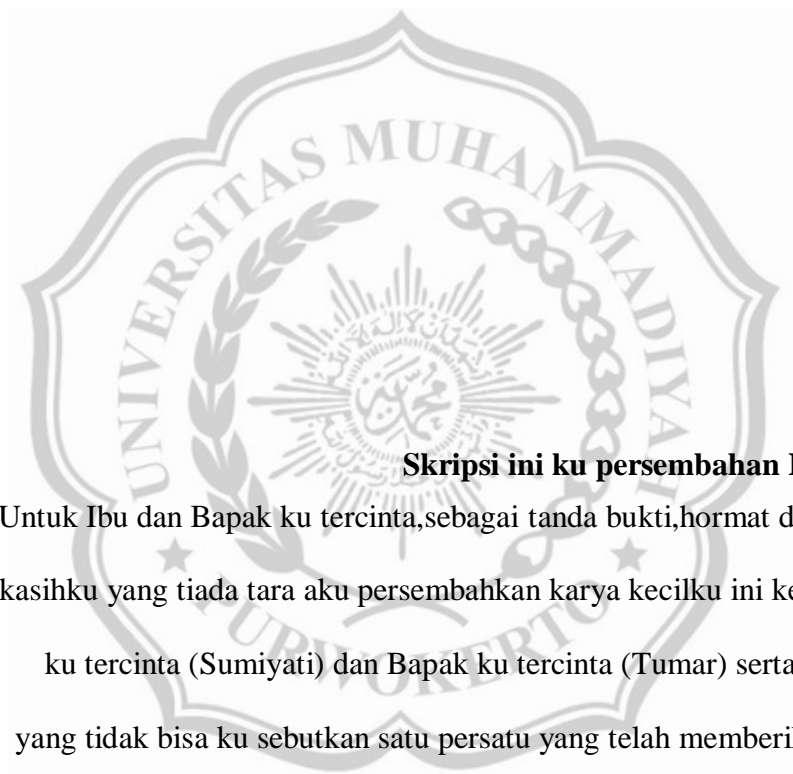 UNIVERSITAS MUHAMMADIYAH
PURWOKERTO
Skripsi ini ku persembahan
Untuk Ibu dan Bapak ku tercinta,sebagai tanda bukti,hormat
kasihku yang tiada tara aku persembahkan karya kecilku ini
ku tercinta (Sumiyati) dan Bapak ku tercinta (Tumar) serta
yang tidak bisa ku sebutkan satu persatu yang telah